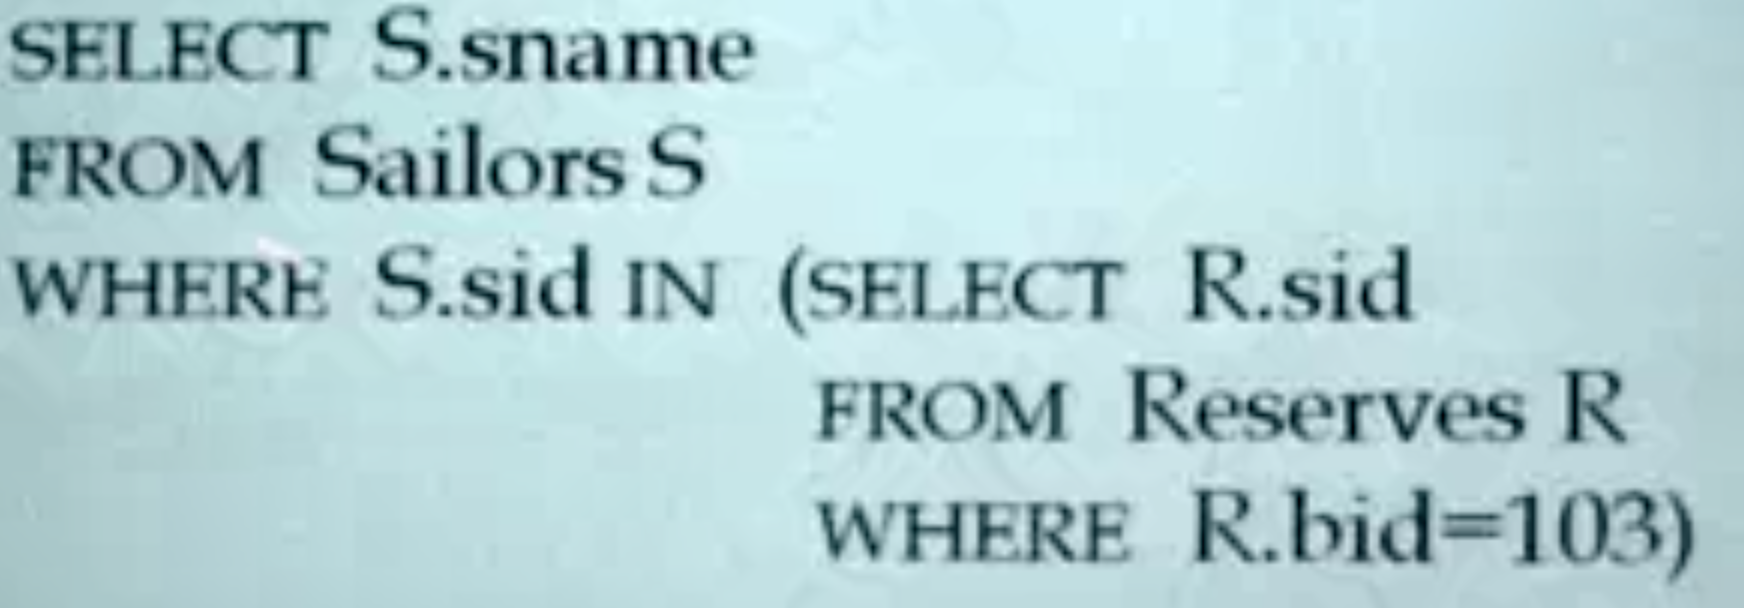 SELECT S.sname
FROM Sailors S
WHERE S.sid IN (SELECT R.sid
FROM Reserves R
WHERE R.bid=103)